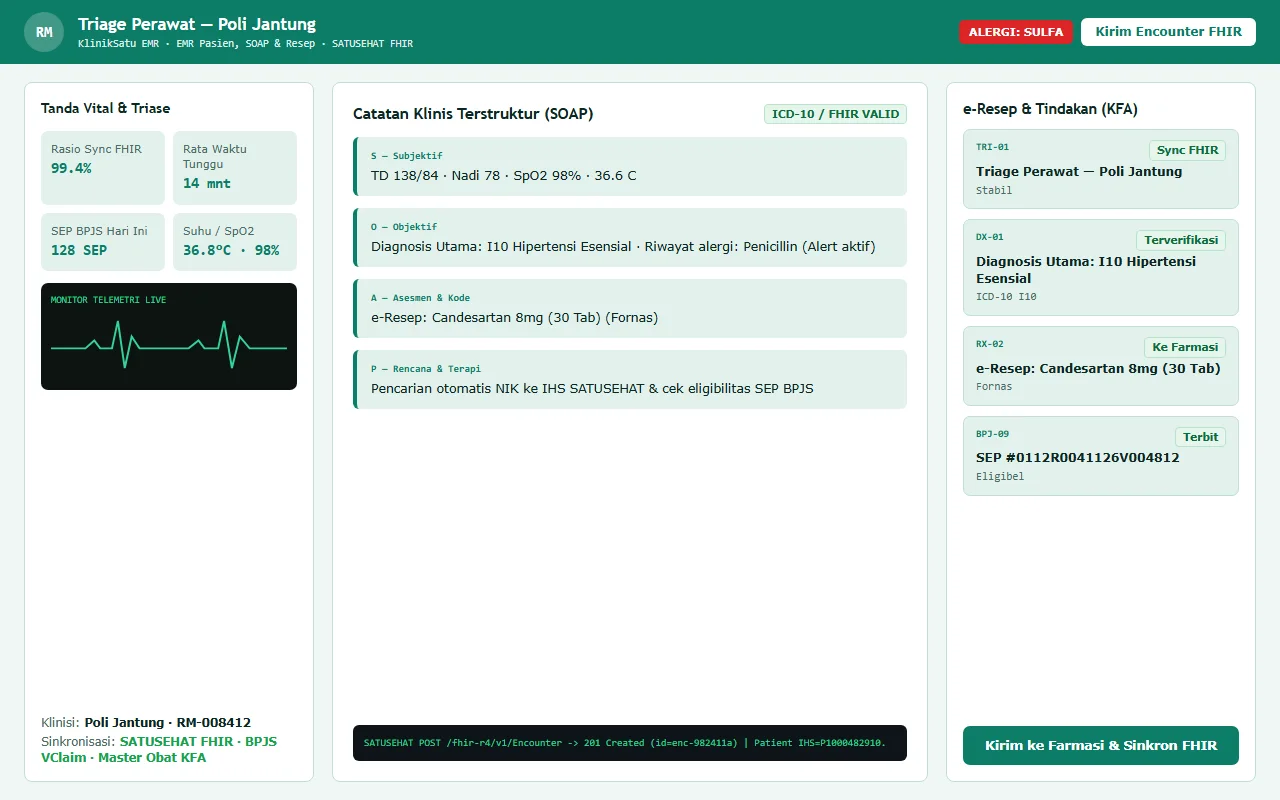 RM
Triage Perawat — Poli Jantung
KlinikSatu EMR · EMR Pasien, SOAP & Resep · SATUSEHAT FHIR
ALERGI: SULFA
Kirim Encounter FHIR
Tanda Vital & Triase
Rasio Sync FHIR
99.4%
Rata Waktu
Tunggu
14 mnt
SEP BPJS Hari Ini
128 SEP
Suhu / SpO2
36.8°C · 98%
MONITOR TELEMETRI LIVE
Klinisi: Poli Jantung · RM-008412
Sinkronisasi: SATUSEHAT FHIR · BPJS
VClaim · Master Obat KFA
Catatan Klinis Terstruktur (SOAP)
ICD-10 / FHIR VALID
S — Subjektif
TD 138/84 · Nadi 78 · SpO2 98% · 36.6 C
O — Objektif
Diagnosis Utama: I10 Hipertensi Esensial · Riwayat alergi: Penicillin (Alert aktif)
A — Asesmen & Kode
e-Resep: Candesartan 8mg (30 Tab) (Fornas)
P — Rencana & Terapi
Pencarian otomatis NIK ke IHS SATUSEHAT & cek eligibilitas SEP BPJS
SATUSEHAT POST /fhir-r4/v1/Encounter -> 201 Created (id=enc-982411a) | Patient IHS=P1000482910.
e-Resep & Tindakan (KFA)
TRI-01
Sync FHIR
Triage Perawat — Poli Jantung
Stabil
DX-01
Terverifikasi
Diagnosis Utama: I10 Hipertensi
Esensial
ICD-10 I10
RX-02
Ke Farmasi
e-Resep: Candesartan 8mg (30 Tab)
Fornas
BPJ-09
Terbit
SEP #0112R0041126V004812
Eligibel
Kirim ke Farmasi & Sinkron FHIR